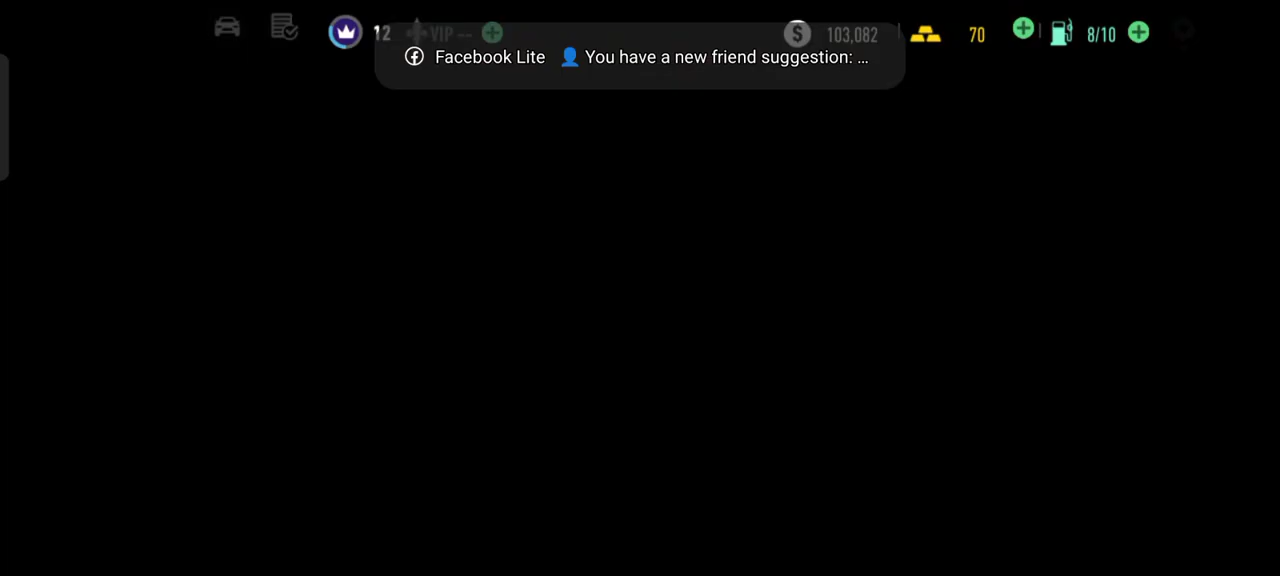 12 VIP -- $ 103,082 70 8/10
Facebook Lite 👤 You have a new friend suggestion: ...